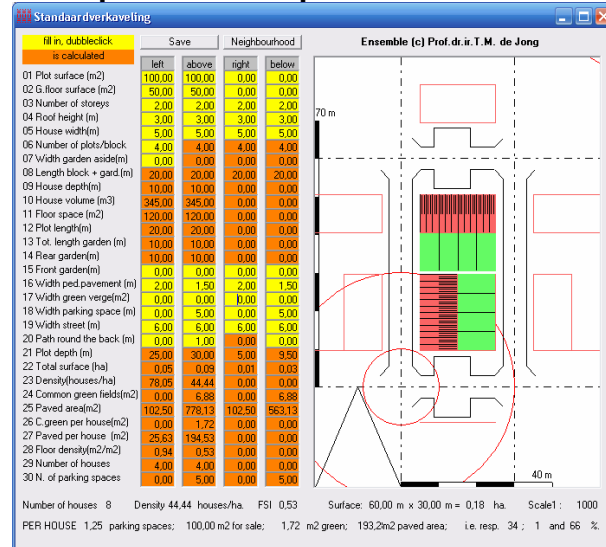 Standaardverkaveling
fill in, dubbleclick Save Neighbourhood Ensemble (c) Prof.dr.ir.T.M. de Jong
is calculated left above right below
01 Plot surface (m2) 100,00 100,00 0,00 0,00
02 G.floor surface (m2) 50,00 50,00 0,00 0,00
03 Number of storeys 2,00 2,00 2,00 2,00
04 Roof height (m) 3,00 3,00 3,00 3,00
05 House width(m) 5,00 5,00 5,00 5,00
06 Number of plots/block 4,00 4,00 4,00 4,00
07 Width garden aside(m) 0,00 0,00 0,00 0,00
08 Length block + gard.(m) 20,00 20,00 20,00 20,00
09 House depth(m) 10,00 10,00 0,00 0,00
10 House volume (m3) 345,00 345,00 0,00 0,00
11 Floor space (m2) 120,00 120,00 0,00 0,00
12 Plot length(m) 20,00 20,00 0,00 0,00
13 Tot. length garden (m) 10,00 10,00 0,00 0,00
14 Rear garden(m) 10,00 10,00 0,00 0,00
15 Front garden(m) 0,00 0,00 0,00 0,00
16 Width ped.pavement (m) 2,00 1,50 2,00 1,50
17 Width green verge(m2) 0,00 0,00 0,00 0,00
18 Width parking space (m) 0,00 5,00 0,00 5,00
19 Width street (m) 6,00 6,00 6,00 6,00
20 Path round the back (m) 0,00 1,00 0,00 0,00
21 Plot depth (m) 25,00 30,00 5,00 9,50
22 Total surface (ha) 0,05 0,09 0,01 0,03
23 Density(houses/ha) 78,05 44,44 0,00 0,00
24 Common green fields(m2) 0,00 6,88 0,00 6,88
25 Paved area(m2) 102,50 778,13 102,50 563,13
26 C.green per house(m2) 0,00 1,72 0,00 0,00
27 Paved per house (m2) 25,63 194,53 0,00 0,00
28 Floor density(m2/m2) 0,94 0,53 0,00 0,00
29 Number of houses 4,00 4,00 0,00 0,00
30 N. of parking spaces 0,00 5,00 0,00 5,00
70 m
40 m
Number of houses 8 Density 44,44 houses/ha. FSI 0,53 Surface: 60,00 m x 30,00 m = 0,18 ha. Scale1 : 1000
PER HOUSE 1,25 parking spaces; 100,00 m2 for sale; 1,72 m2 green; 193,2m2 paved area; i.e. resp. 34 ; 1 and 66 %.